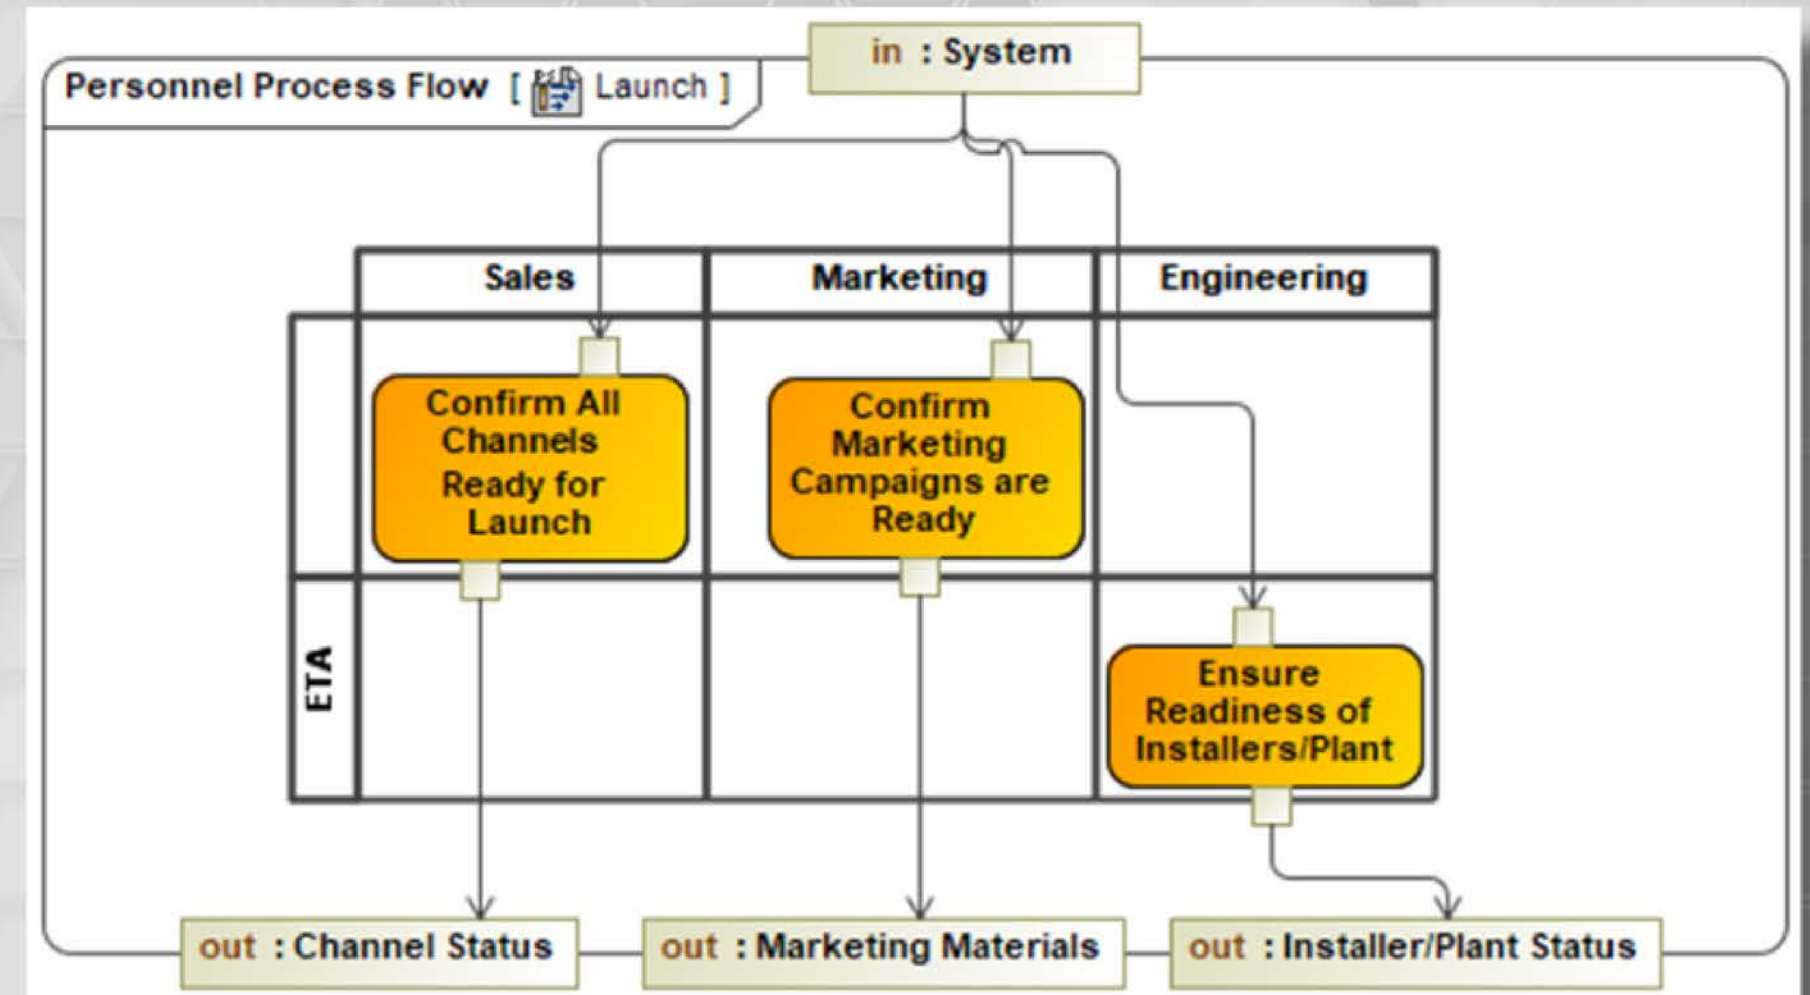 in : System
Personnel Process Flow [ Launch ]
Sales
Marketing
Engineering
Confirm All
Channels
Ready for
Launch
Confirm
Marketing
Campaigns are
Ready
ETA
Ensure
Readiness of
Installers/Plant
out : Channel Status
out : Marketing Materials
out : Installer/Plant Status